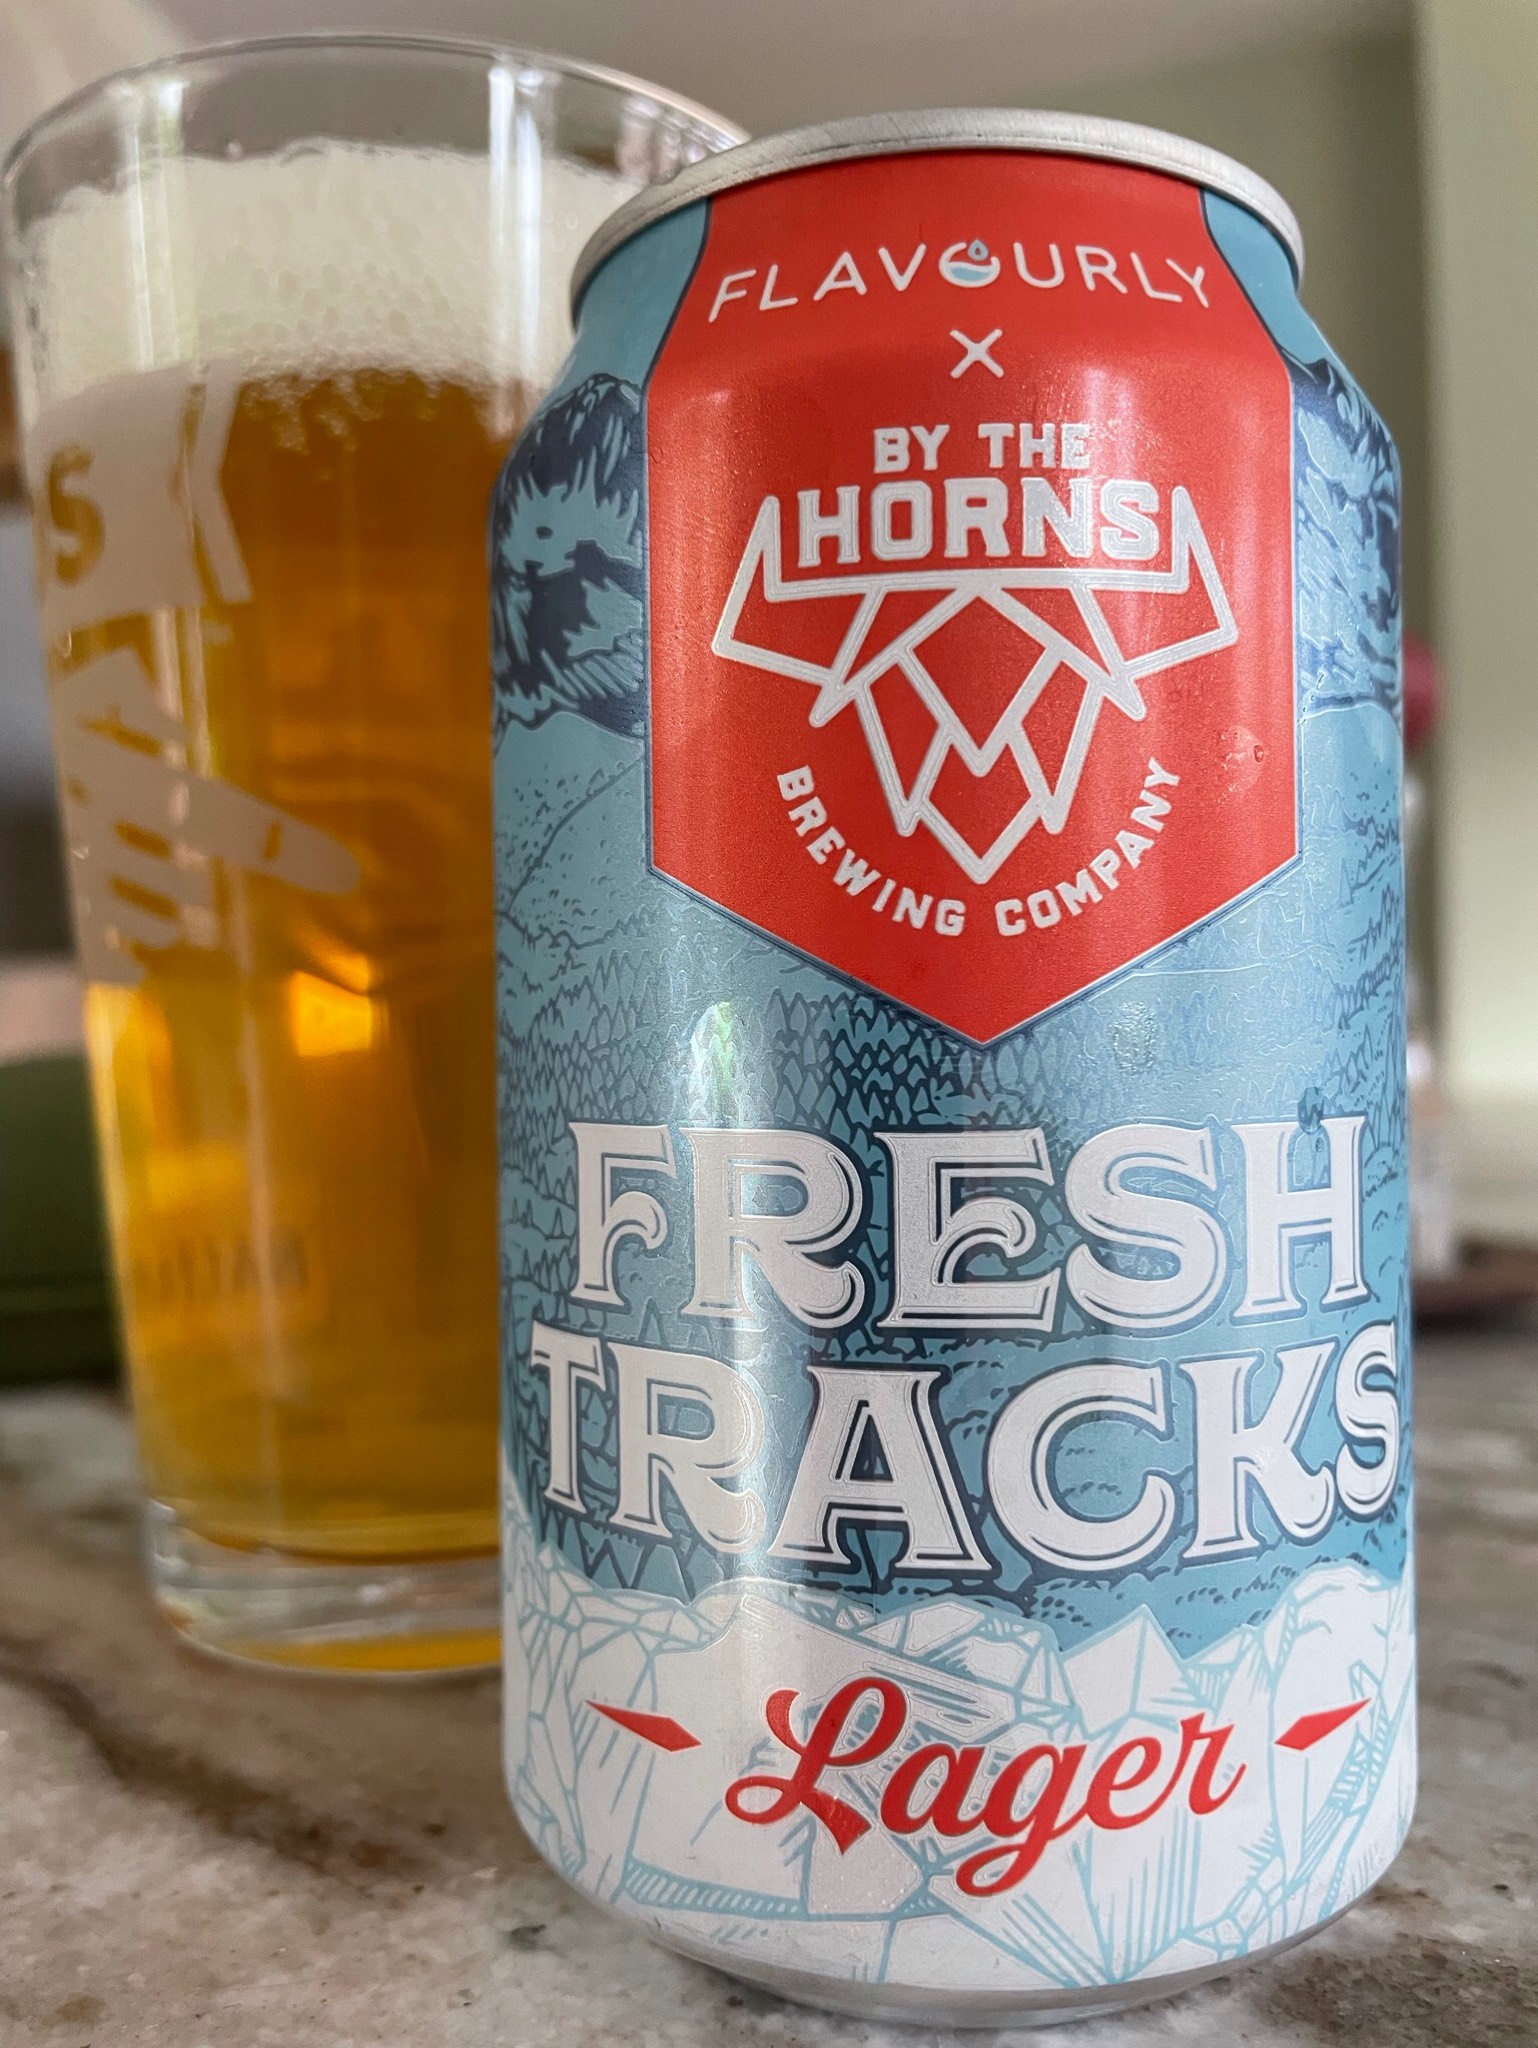 FLAVOURLY
X
BY THE
HORNS
BREWING COMPANY
FRESH
TRACKS
Lager